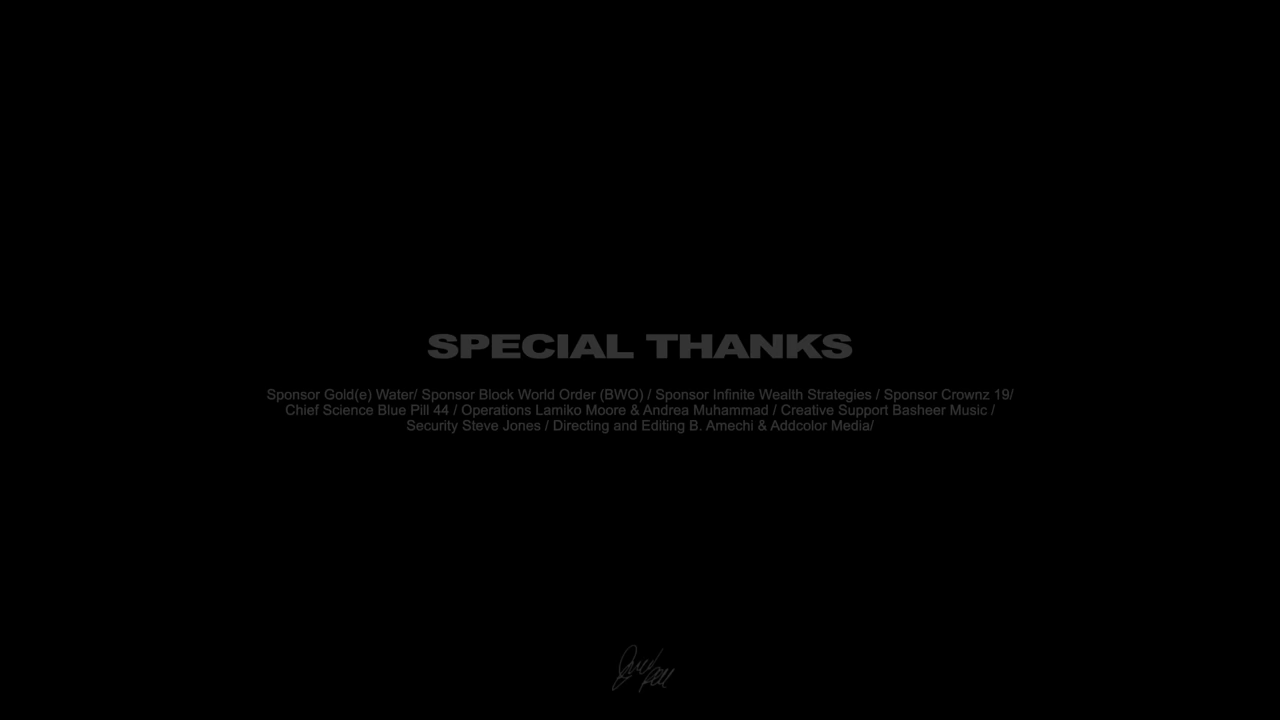 SPECIAL THANKS
Sponsor Gold(e) Water/ Sponsor Block World Order (BWO) / Sponsor Infinite Wealth Strategies / Sponsor Crownz 19/
Chief Science Blue Pill 44 / Operations Lamiko Moore & Andrea Muhammad / Creative Support Basheer Music /
Security Steve Jones / Directing and Editing B. Amechi & Addcolor Media/